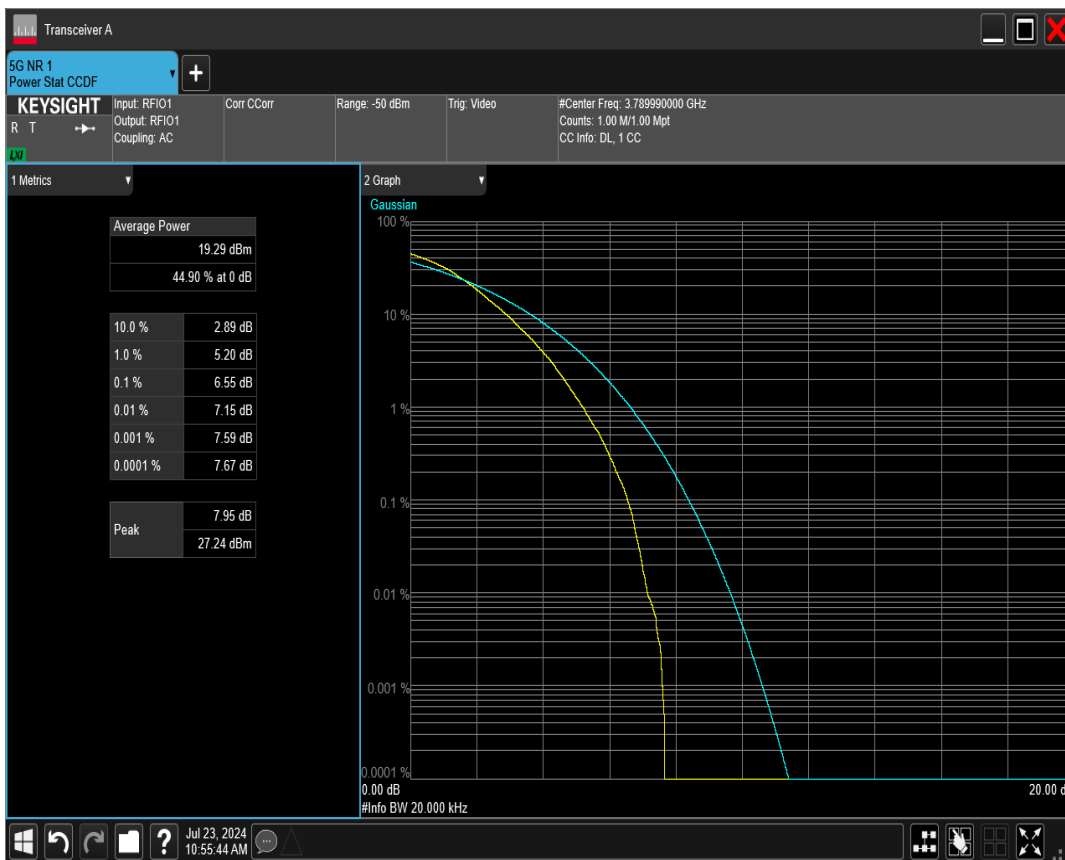 Transceiver A
5G NR 1
Power Stat CCDF
+
KEYSIGHT
R T
LXI
Input: RFIO1
Output: RFIO1
Coupling: AC
Corr CCorr
Range: -50 dBm
Trig: Video
#Center Freq: 3.789990000 GHz
Counts: 1.00 M/1.00 Mpt
CC Info: DL, 1 CC
1 Metrics
Average Power
19.29 dBm
44.90 % at 0 dB
10.0 % 2.89 dB
1.0 % 5.20 dB
0.1 % 6.55 dB
0.01 % 7.15 dB
0.001 % 7.59 dB
0.0001 % 7.67 dB
Peak
7.95 dB
27.24 dBm
2 Graph
Gaussian
100 %
10 %
1 %
0.1 %
0.01 %
0.001 %
0.0001 %
0.00 dB
20.00 d
#Info BW 20.000 kHz
?
Jul 23, 2024
10:55:44 AM